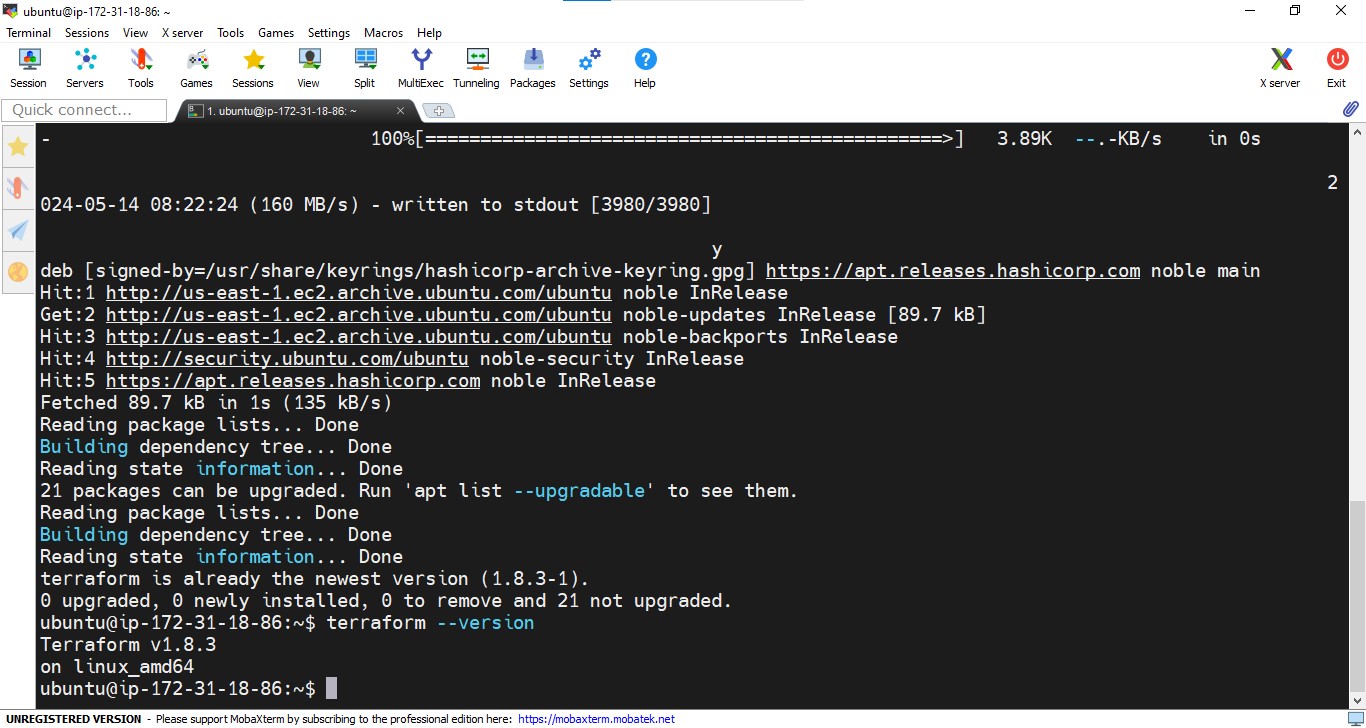 ubuntu@ip-172-31-18-86: ~
Terminal Sessions View X server Tools Games Settings Macros Help
Session Servers Tools Games Sessions View Split MultiExec Tunneling Packages Settings Help X server Exit
Quick connect...
1. ubuntu@ip-172-31-18-86: ~
- 100%[===============================================>] 3.89K --.-KB/s in 0s
2
024-05-14 08:22:24 (160 MB/s) - written to stdout [3980/3980]
y
deb [signed-by=/usr/share/keyrings/hashicorp-archive-keyring.gpg] https://apt.releases.hashicorp.com noble main
Hit:1 http://us-east-1.ec2.archive.ubuntu.com/ubuntu noble InRelease
Get:2 http://us-east-1.ec2.archive.ubuntu.com/ubuntu noble-updates InRelease [89.7 kB]
Hit:3 http://us-east-1.ec2.archive.ubuntu.com/ubuntu noble-backports InRelease
Hit:4 http://security.ubuntu.com/ubuntu noble-security InRelease
Hit:5 https://apt.releases.hashicorp.com noble InRelease
Fetched 89.7 kB in 1s (135 kB/s)
Reading package lists... Done
Building dependency tree... Done
Reading state information... Done
21 packages can be upgraded. Run 'apt list --upgradable' to see them.
Reading package lists... Done
Building dependency tree... Done
Reading state information... Done
terraform is already the newest version (1.8.3-1).
0 upgraded, 0 newly installed, 0 to remove and 21 not upgraded.
ubuntu@ip-172-31-18-86:~$ terraform --version
Terraform v1.8.3
on linux_amd64
ubuntu@ip-172-31-18-86:~$
UNREGISTERED VERSION - Please support MobaXterm by subscribing to the professional edition here: https://mobaxterm.mobatek.net